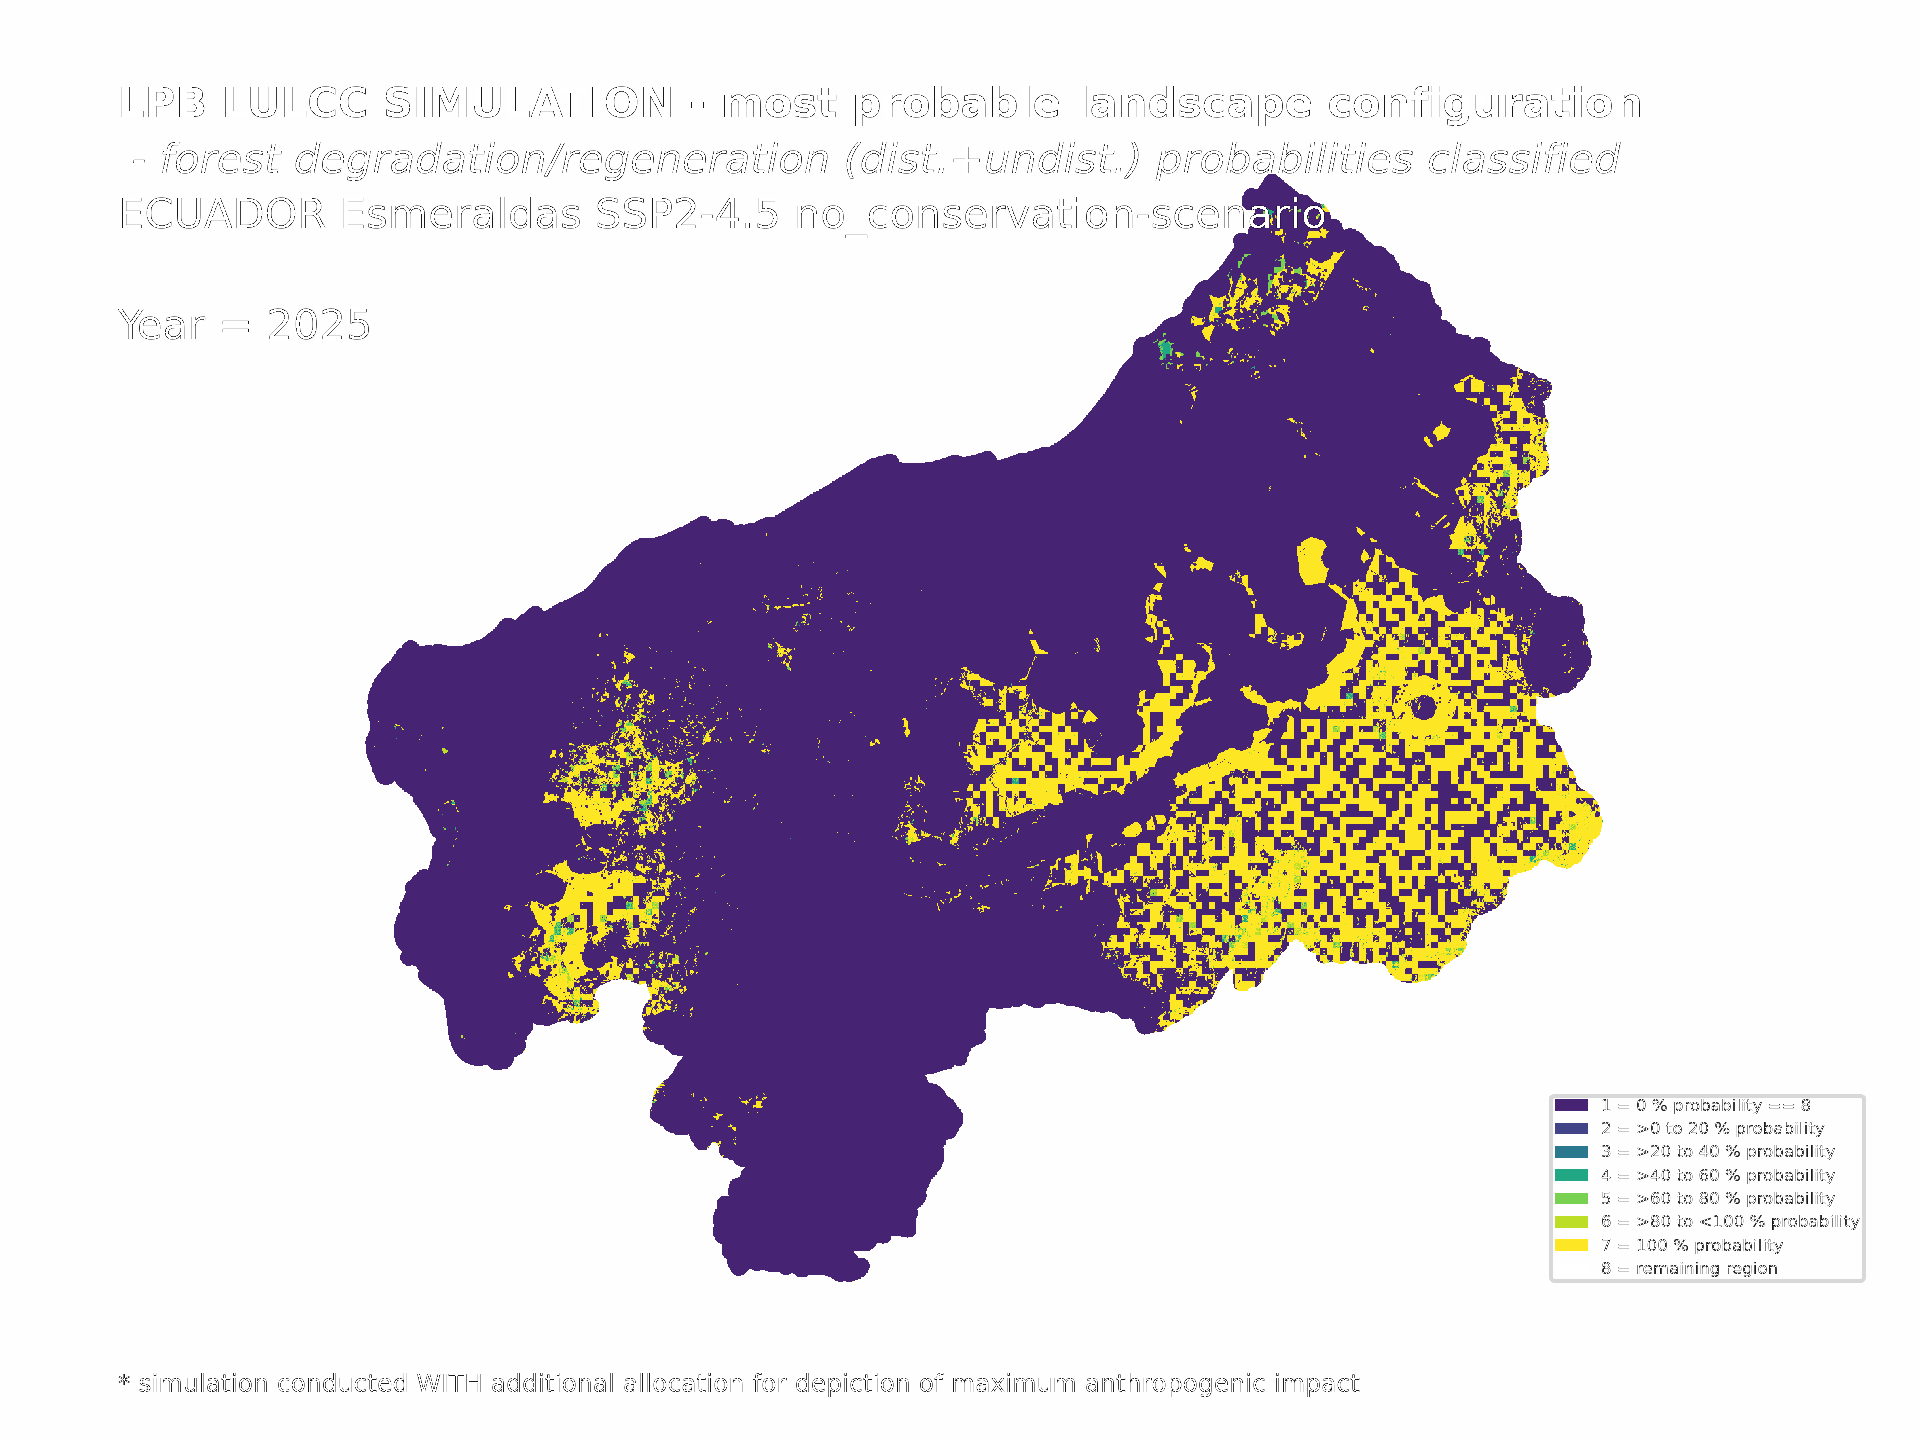 LPB LULCC SIMULATION - most probable landscape configuration
- forest degradation/regeneration (dist.+undist.) probabilities classified
ECUADOR Esmeraldas SSP2-4.5 no_conservation-scenario
Year = 2025
1 = 0 % probability == 8
2 = >0 to 20 % probability
3 = >20 to 40 % probability
4 = >40 to 60 % probability
5 = >60 to 80 % probability
6 = >80 to <100 % probability
7 = 100 % probability
8 = remaining region
* simulation conducted WITH additional allocation for depiction of maximum anthropogenic impact